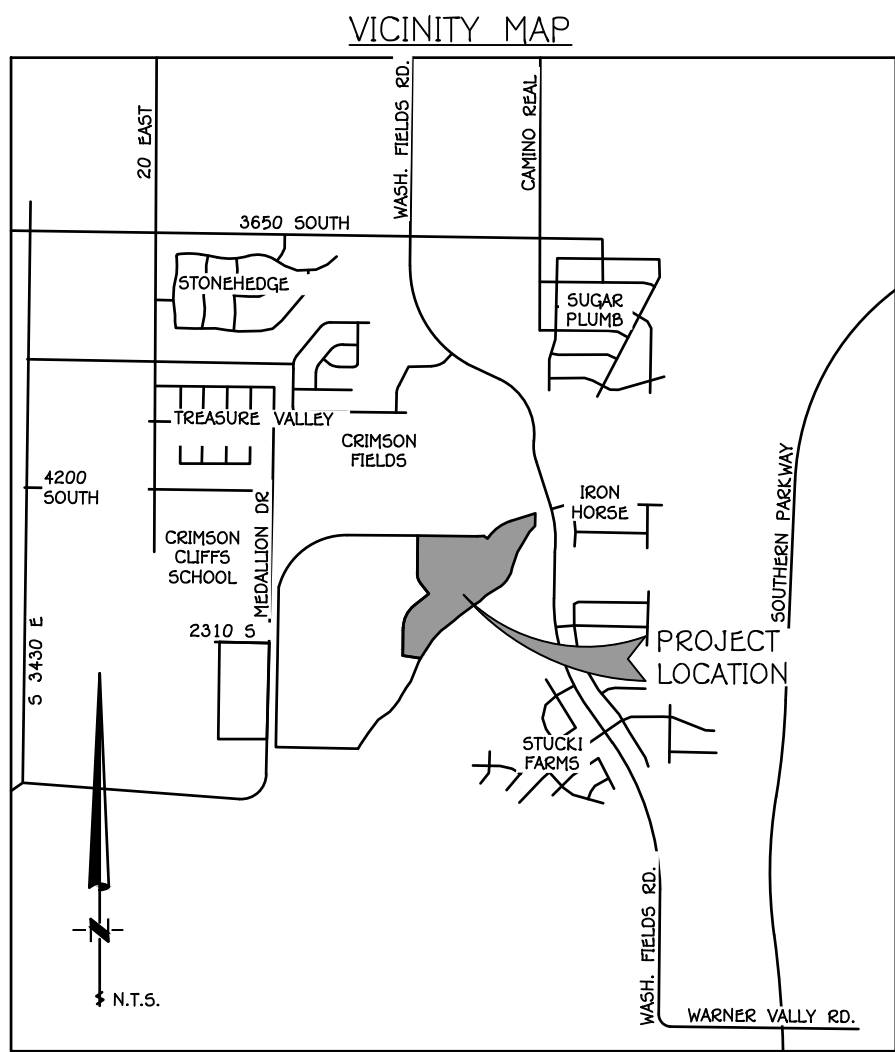 VICINITY MAP
20 EAST
WASH. FIELDS RD.
CAMINO REAL
3650 SOUTH
STONEHEDGE
SUGAR
PLUMB
TREASURE VALLEY
CRIMSON
FIELDS
4200
SOUTH
IRON
HORSE
SOUTHERN PARKWAY
CRIMSON
CLIFFS
SCHOOL
MEDALLION DR.
2310 S
S 3430 E
PROJECT
LOCATION
STUCKI
FARMS
WASH. FIELDS RD.
N
N.T.S.
WARNER VALLY RD.